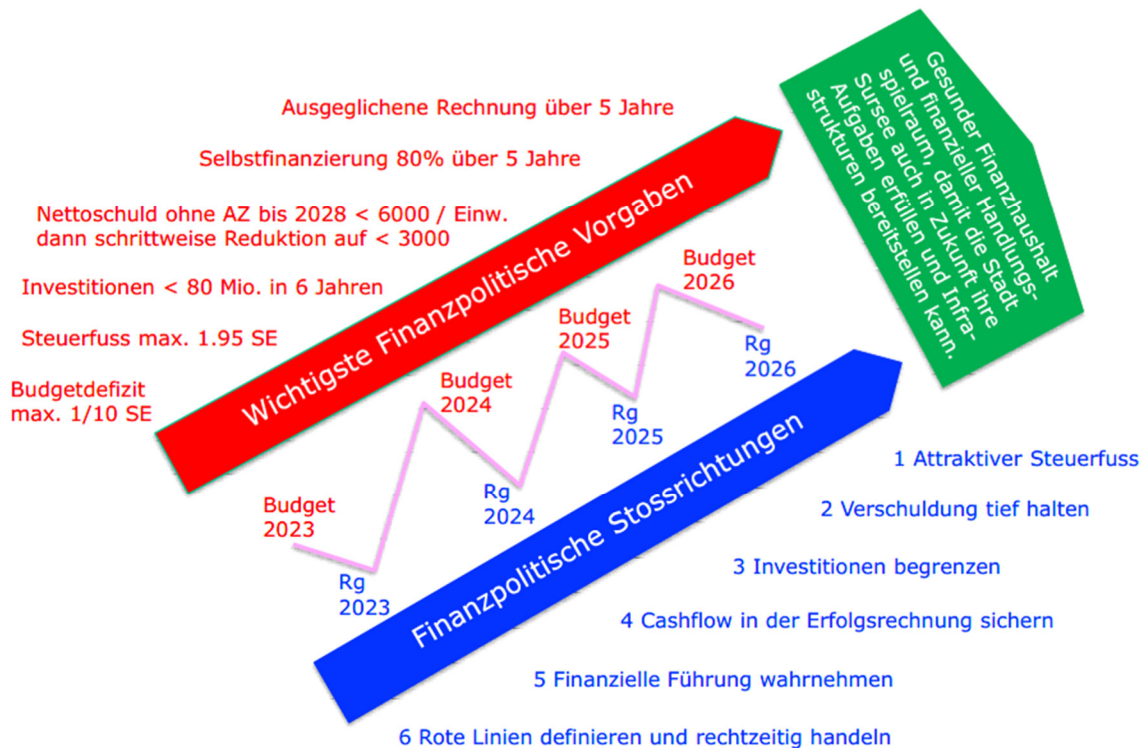 Ausgeglichene Rechnung über 5 Jahre
Selbstfinanzierung 80% über 5 Jahre
Nettoschuld ohne AZ bis 2028 < 6000 / Einw.
dann schrittweise Reduktion auf < 3000
Investitionen < 80 Mio. in 6 Jahren
Steuerfuss max. 1.95 SE
Budgetdefizit
max. 1/10 SE
Wichtigste Finanzpolitische Vorgaben
Gesunder Finanzhaushalt
und finanzieller Handlungs-
spielraum, damit die Stadt
Sursee auch in Zukunft ihre
Aufgaben erfüllen und Infra-
strukturen bereitstellen kann.
Budget
2023
Rg
2023
Budget
2024
Rg
2024
Budget
2025
Rg
2025
Budget
2026
Rg
2026
Finanzpolitische Stossrichtungen
1 Attraktiver Steuerfuss
2 Verschuldung tief halten
3 Investitionen begrenzen
4 Cashflow in der Erfolgsrechnung sichern
5 Finanzielle Führung wahrnehmen
6 Rote Linien definieren und rechtzeitig handeln